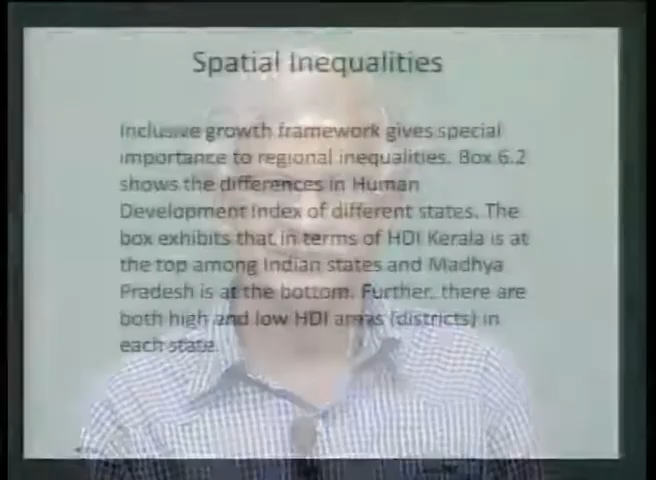 Spatial Inequalities
Inclusive growth framework gives special
importance to regional inequalities. Box 6.2
shows the differences in Human
Development Index of different states. The
box exhibits that in terms of HDI Kerala is at
the top among Indian states and Madhya
Pradesh is at the bottom. Further, there are
both high and low HDI areas (districts) in
each state.